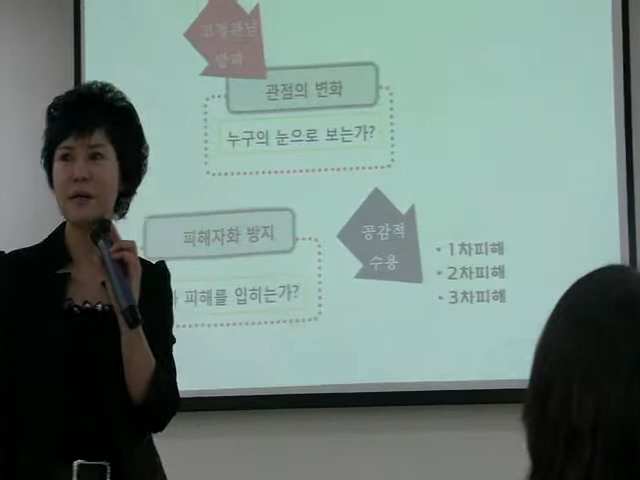 고정관념
방파
관점의 변화
누구의 눈으로 보는가?
피해자화 방지
피해를 입히는가?
공감적
수용
· 1차피해
· 2차피해
· 3차피해